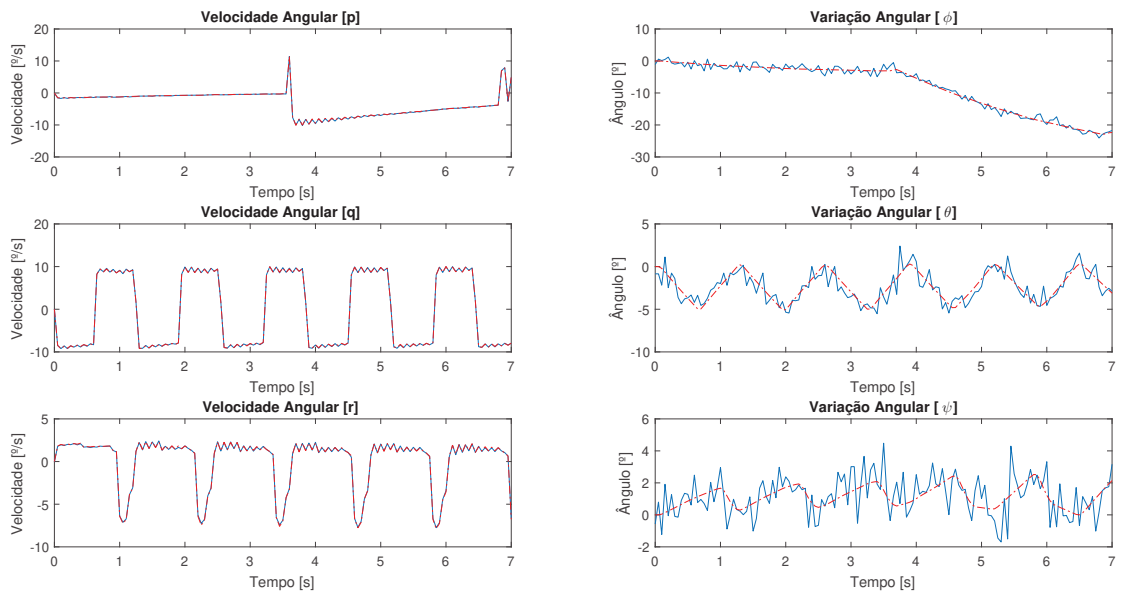 Velocidade Angular [p]
Velocidade [º/s]
20
10
0
-10
-20
0 1 2 3 4 5 6 7
Tempo [s]
Variação Angular [ ϕ]
Ângulo [º]
10
0
-10
-20
-30
0 1 2 3 4 5 6 7
Tempo [s]
Velocidade Angular [q]
Velocidade [º/s]
20
10
0
-10
0 1 2 3 4 5 6 7
Tempo [s]
Variação Angular [ θ]
Ângulo [º]
5
0
-5
-10
0 1 2 3 4 5 6 7
Tempo [s]
Velocidade Angular [r]
Velocidade [º/s]
5
0
-5
-10
0 1 2 3 4 5 6 7
Tempo [s]
Variação Angular [ ψ]
Ângulo [º]
6
4
2
0
-2
0 1 2 3 4 5 6 7
Tempo [s]